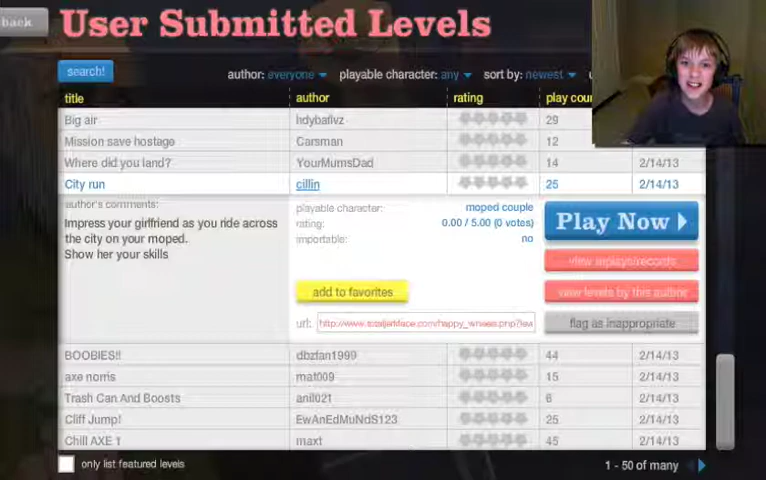 back
User Submitted Levels
search!
author: everyone playable character: any sort by: newest
title author rating play cou
Big air 29
Mission save hostage Carsman 12
Where did you land? YourMumsDad 14 2/14/13
City run cillin 25 2/14/13
author's comments:
Impress your girlfriend as you ride across
the city on your moped.
Show her your skills
playable character: moped couple
rating: 0.00 / 5.00 (0 votes)
importable: no
Play Now
view replays/records
add to favorites
view levels by this author
url:
flag as inappropriate
BOOBIES!! dbzfan1999 44 2/14/13
axe norris mat009 15 2/14/13
Trash Can And Boosts anil021 6 2/14/13
Cliff Jump! EwAnEdMuNdS123 25 2/14/13
Chill AXE 1 maxt 45 2/14/13
only list featured levels
1 - 50 of many